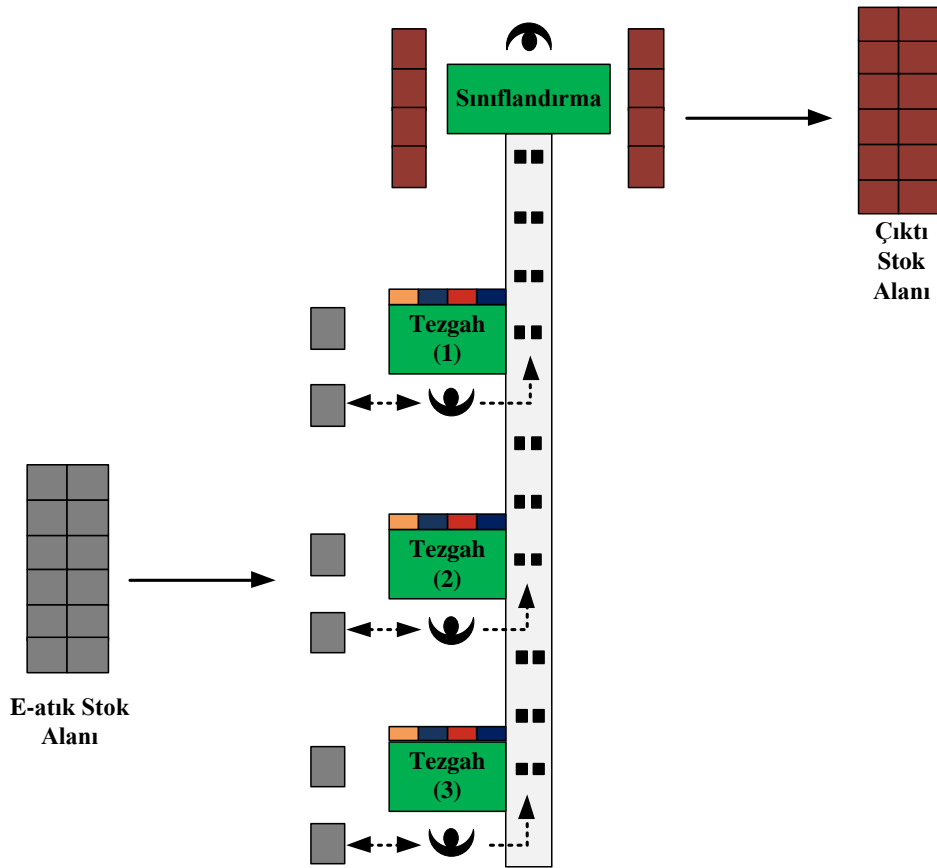 Sınıflandırma
Çıktı
Stok
Alanı
Tezgah
(1)
Tezgah
(2)
E-atık Stok
Alanı
Tezgah
(3)